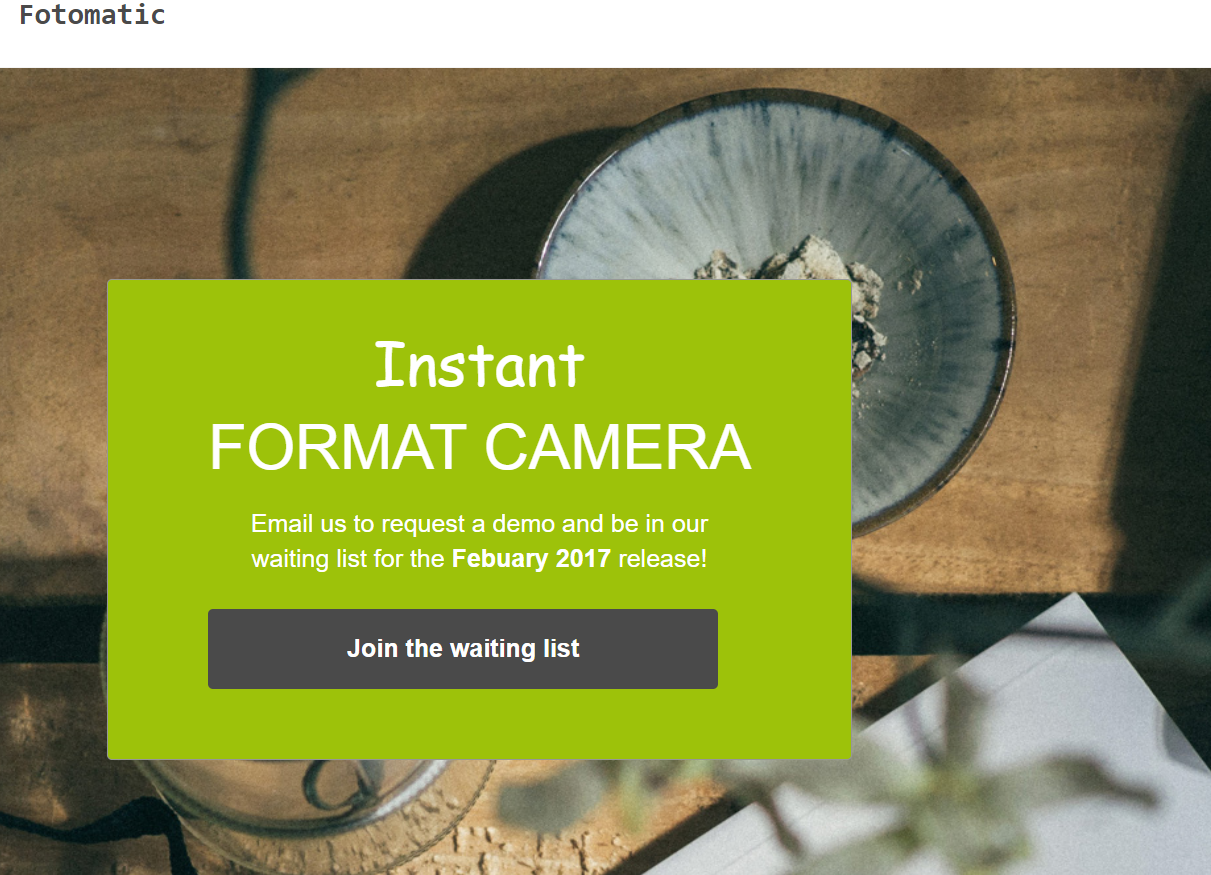 Fotomatic
Instant
FORMAT CAMERA
Email us to request a demo and be in our
waiting list for the Febuary 2017 release!
Join the waiting list